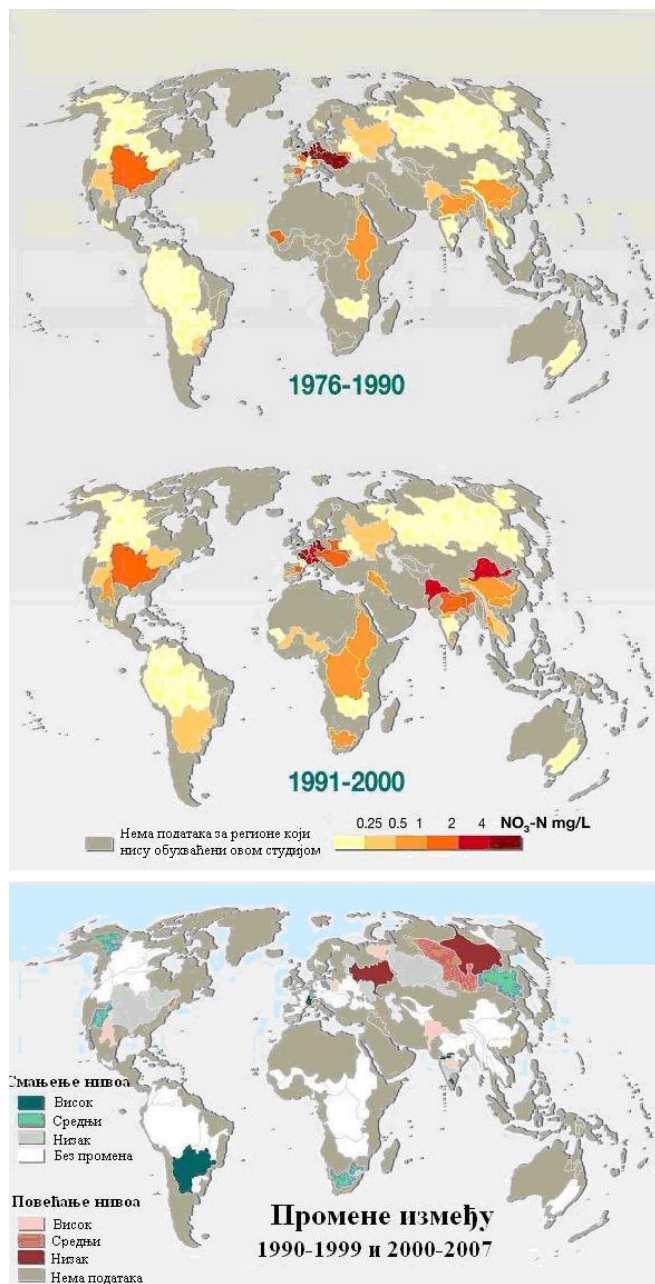 1976-1990
1991-2000
Нема података за регионе који
нису обухваћени овом студијом
0.25 0.5 1 2 4 NO₃-N mg/L
Смањење нивоа
Висок
Средњи
Низак
Без промена
Повећање нивоа
Висок
Средњи
Низак
Нема података
Промене између
1990-1999 и 2000-2007